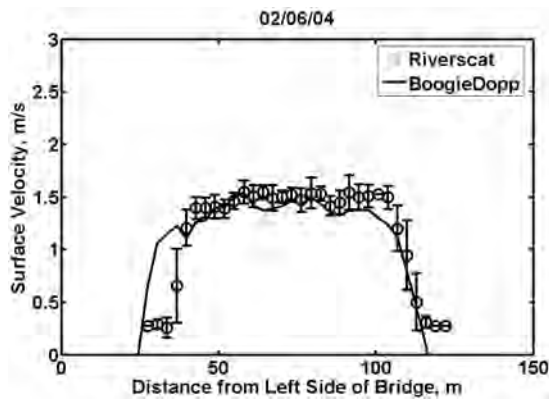 02/06/04
3
Riverscat
BoogieDopp
2.5
2
1.5
1
0.5
0
Surface Velocity, m/s
0 50 100 150
Distance from Left Side of Bridge, m